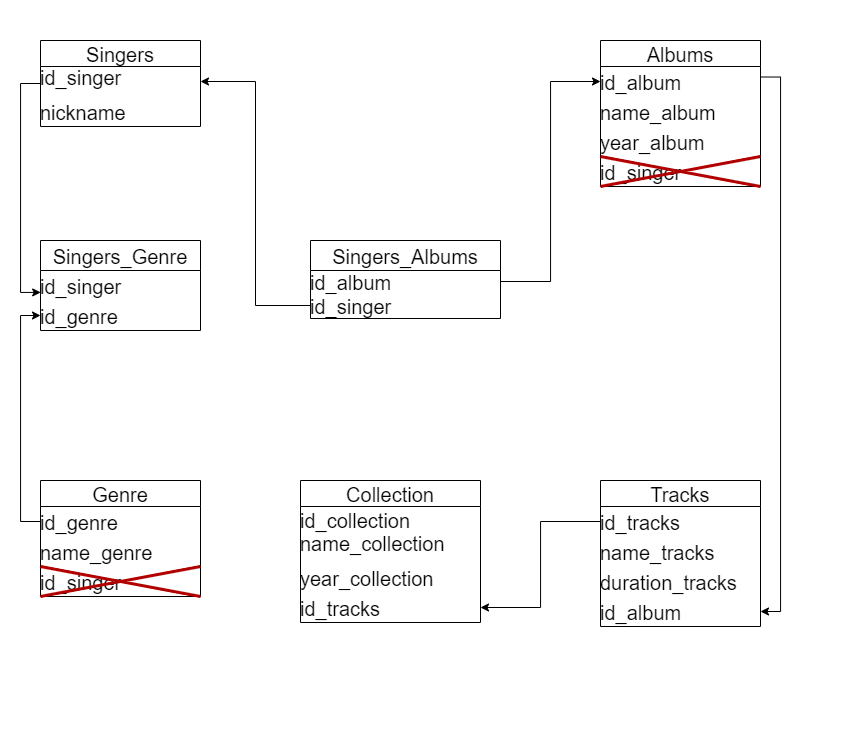 Singers
id_singer
nickname
Albums
id_album
name_album
year_album
id_singer
Singers_Genre
id_singer
id_genre
Singers_Albums
id_album
id_singer
Genre
id_genre
name_genre
id_singer
Collection
id_collection
name_collection
year_collection
id_tracks
Tracks
id_tracks
name_tracks
duration_tracks
id_album